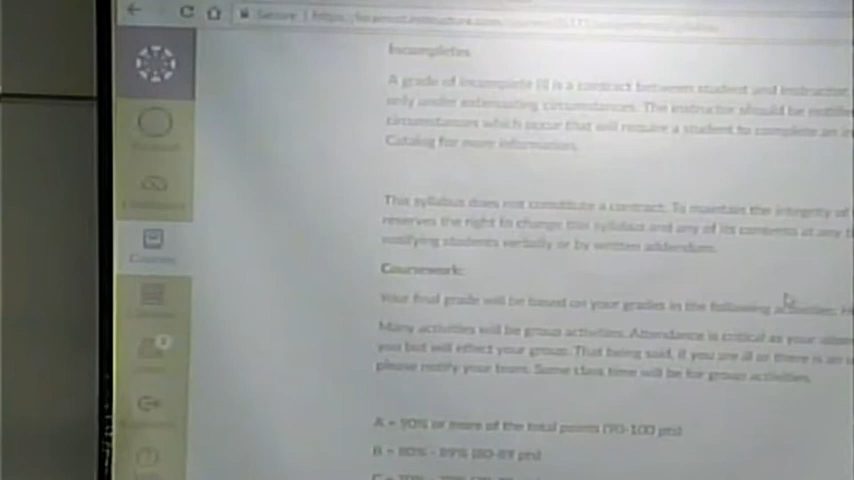 Secure | https://
Incompletes
A grade of Incomplete (I) is a contract between student and instructor.
only under extenuating circumstances. The instructor should be notified
circumstances which occur that will require a student to complete an
Catalog for more information.
This syllabus does not constitute a contract. To maintain the integrity of
reserves the right to change this syllabus and any of its contents at any
notifying students verbally or by written addendum.
Coursework:
Your final grade will be based on your grades in the following activities:
Many activities will be group activities. Attendance is critical as your
you but will effect your group. That being said, if you are ill or there is an
please notify your team. Some class time will be for group activities.
A = 90% or more of the total points (90-100 pts)
B = 80% - 89% (80-89 pts)
Courses